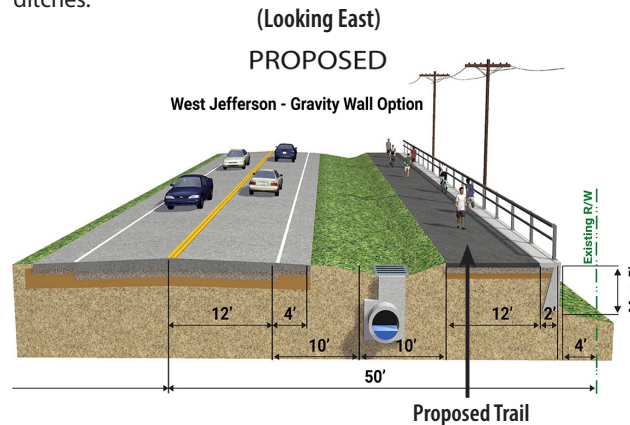 ditches.
(Looking East)
PROPOSED
West Jefferson - Gravity Wall Option
Existing R/W
12'
4'
12'
2'
10'
10'
4'
50'
Proposed Trail